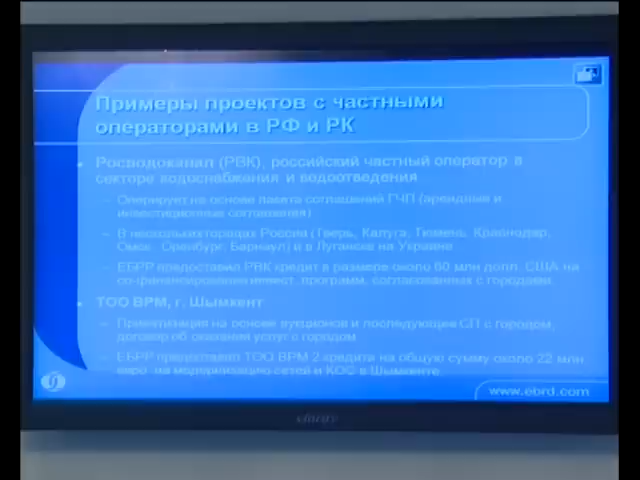 Примеры проектов с частными
операторами в РФ и РК
Росводоканал (РВК), российский частный оператор в
секторе водоснабжения и водоотведения
– Оперирует на основе пакета соглашений ГЧП (арендные и
инвестиционные соглашения)
– В нескольких городах России (Тверь, Калуга, Тюмень, Краснодар,
Омск, Оренбург, Барнаул) и в Луганске на Украине
– ЕБРР предоставил РВК кредит в размере около 60 млн долл. США на
со-финансирование программ, согласованных с городами.
ТОО ВРМ, г. Шымкент
– Приватизация на основе аукционов и последующее СП с городом,
договор об оказании услуг с городом
– ЕБРР предоставил ТОО ВРМ 2 кредита на общую сумму около 22 млн
евро на модернизацию сетей и КОС в Шымкенте
www.ebrd.com